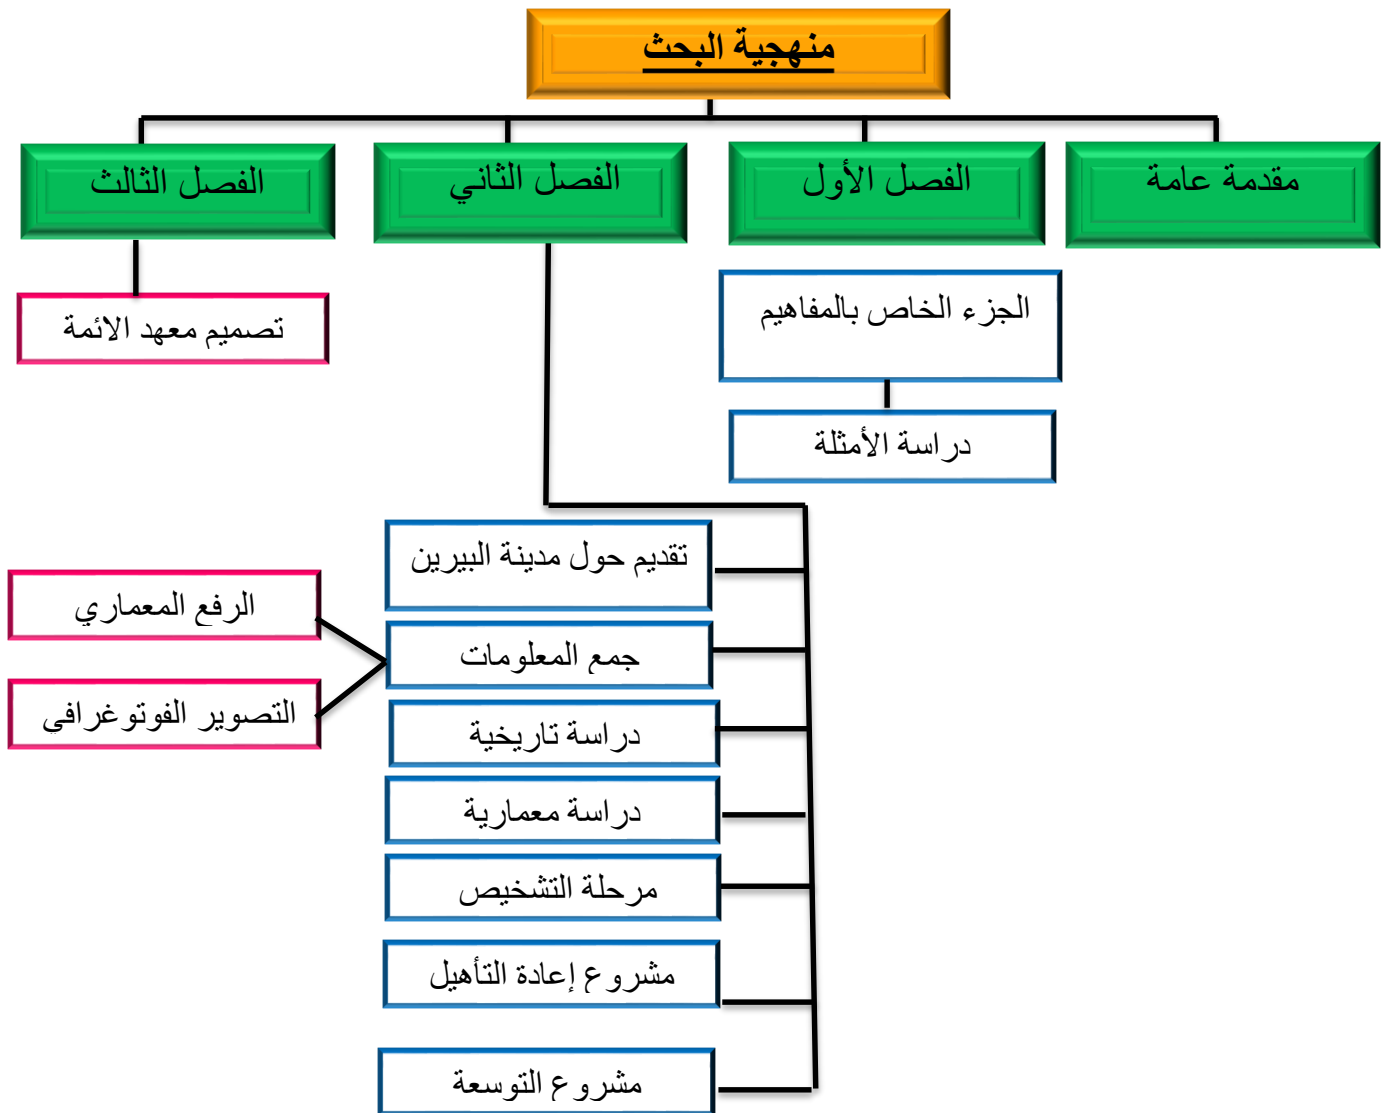 منهجية البحث
مقدمة عامة
الفصل الأول
الفصل الثاني
الفصل الثالث
الجزء الخاص بالمفاهيم
دراسة الأمثلة
تصميم معهد الائمة
تقديم حول مدينة البيرين
جمع المعلومات
الرفع المعماري
التصوير الفوتوغرافي
دراسة تاريخية
دراسة معمارية
مرحلة التشخيص
مشروع إعادة التأهيل
مشروع التوسعة